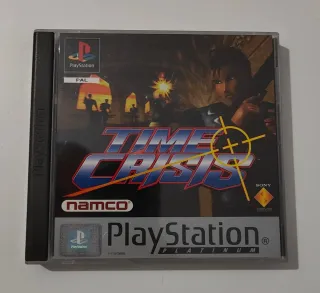 PlayStation
PAL
TIME
CRISIS
SONY
namco
PlayStation®
PLATINUM